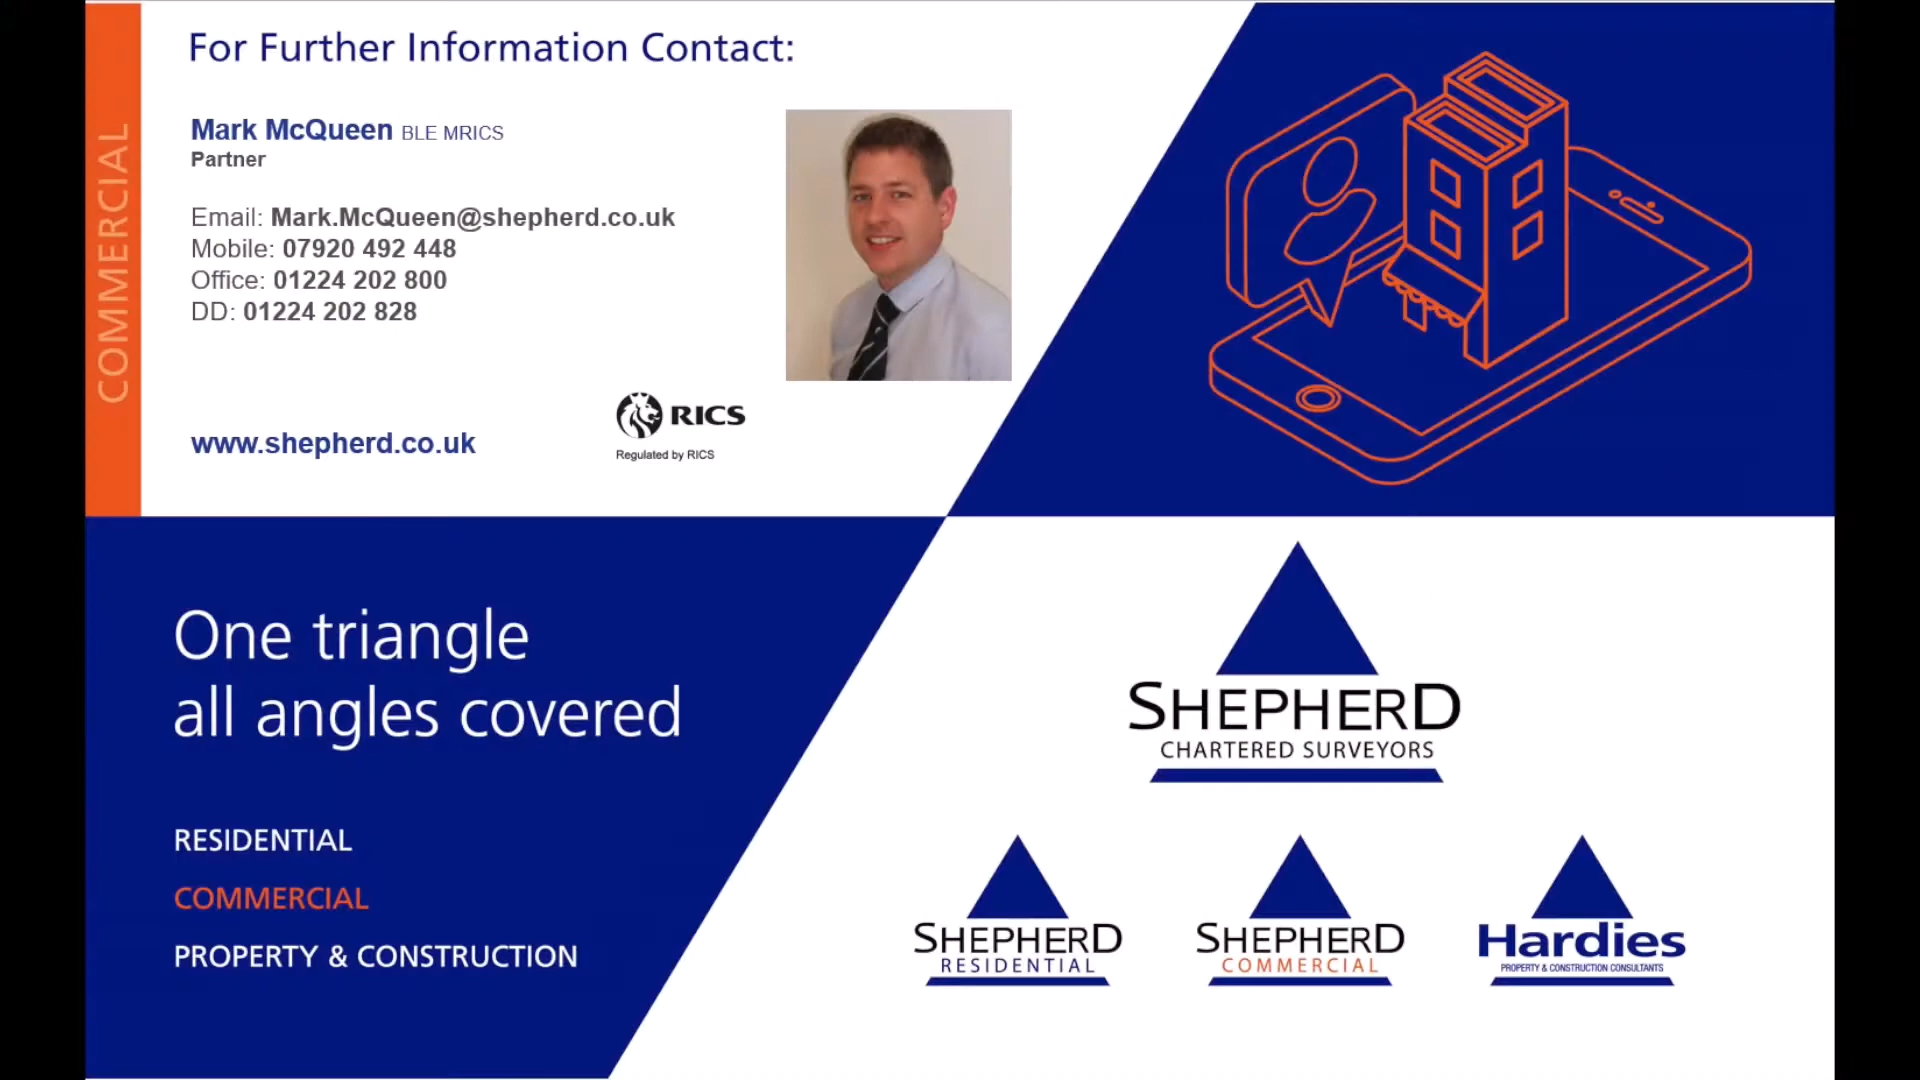 For Further Information Contact:
COMMERCIAL
Mark McQueen BLE MRICS
Partner
Email: Mark.McQueen@shepherd.co.uk
Mobile: 07920 492 448
Office: 01224 202 800
DD: 01224 202 828
www.shepherd.co.uk
RICS
Regulated by RICS
One triangle
all angles covered
RESIDENTIAL
COMMERCIAL
PROPERTY & CONSTRUCTION
SHEPHERD
CHARTERED SURVEYORS
SHEPHERD
RESIDENTIAL
SHEPHERD
COMMERCIAL
Hardies
PROPERTY & CONSTRUCTION CONSULTANTS